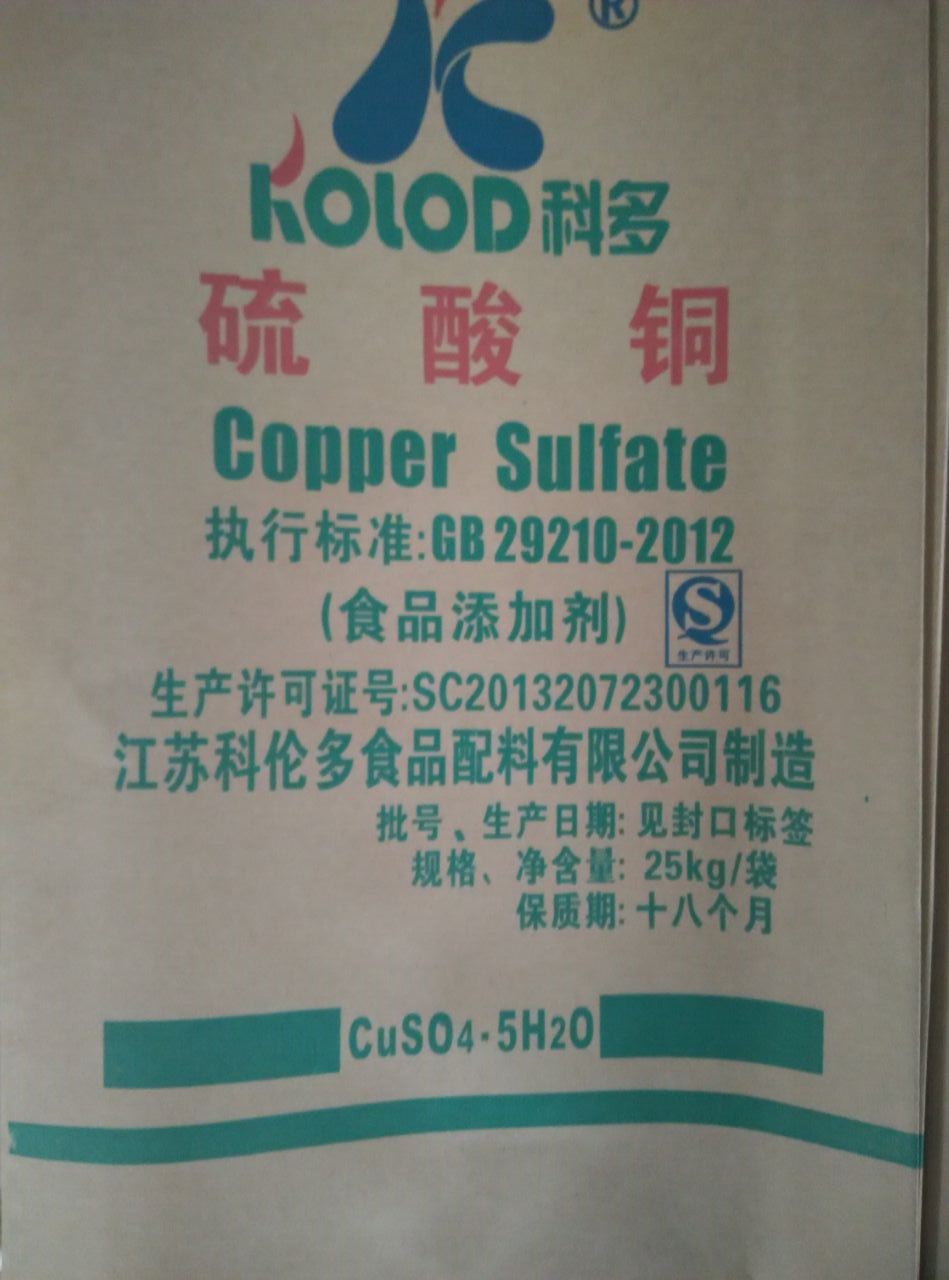 ®
KOLOD科多
硫酸铜
Copper Sulfate
执行标准:GB 29210-2012
(食品添加剂)
QS
生产许可
生产许可证号:SC20132072300116
江苏科伦多食品配料有限公司制造
批号、生产日期:见封口标签
规格、净含量: 25kg/袋
保质期:十八个月
CuSO4·5H2O